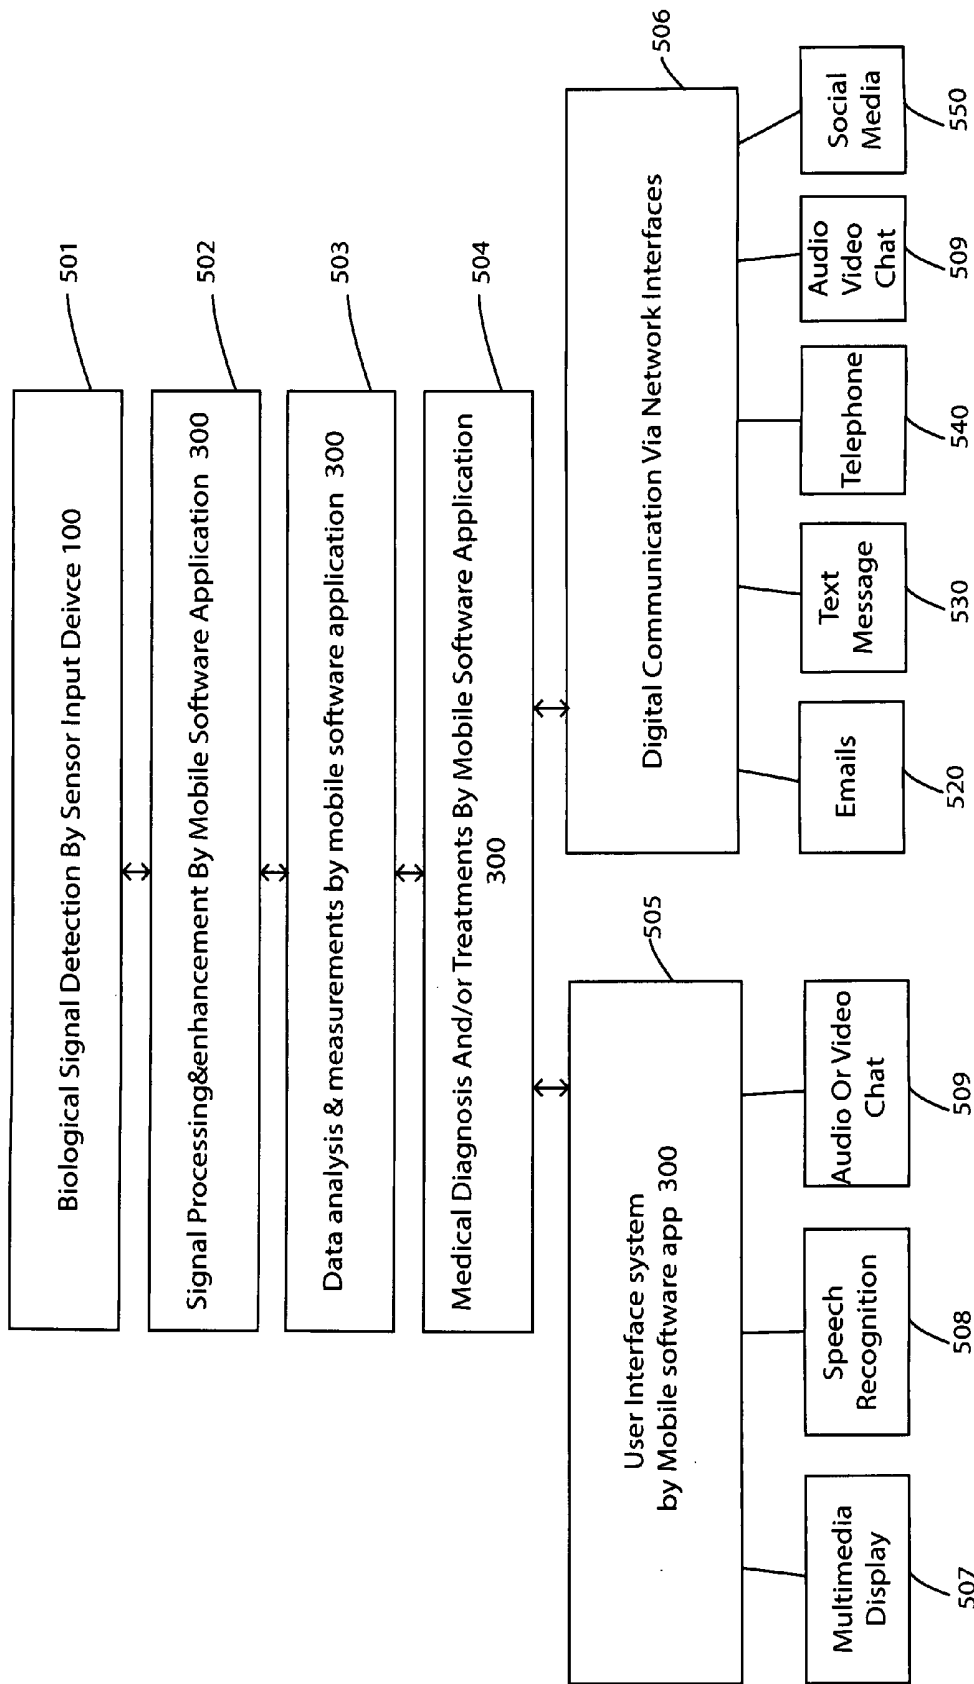 Biological Signal Detection By Sensor Input Deivce 100
501
Signal Processing&enhancement By Mobile Software Application 300
502
Data analysis & measurements by mobile software application 300
503
Medical Diagnosis And/or Treatments By Mobile Software Application
300
504
User Interface system
by Mobile software app 300
505
Digital Communication Via Network Interfaces
506
Multimedia
Display
507
Speech
Recognition
508
Audio Or Video
Chat
509
Emails
520
Text
Message
530
Telephone
540
Audio
Video
Chat
509
Social
Media
550